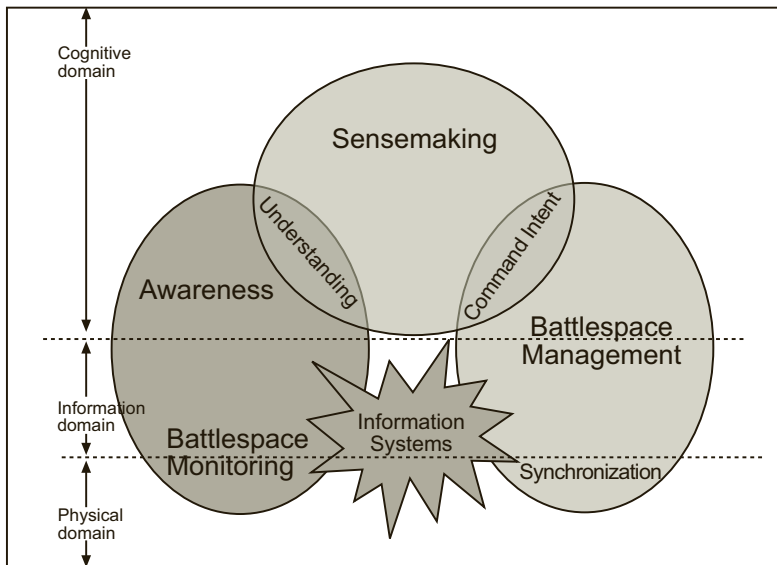 Cognitive
domain
Sensemaking
Understanding
Command Intent
Awareness
Battlespace
Management
Information
domain
Information
Systems
Battlespace
Monitoring
Synchronization
Physical
domain